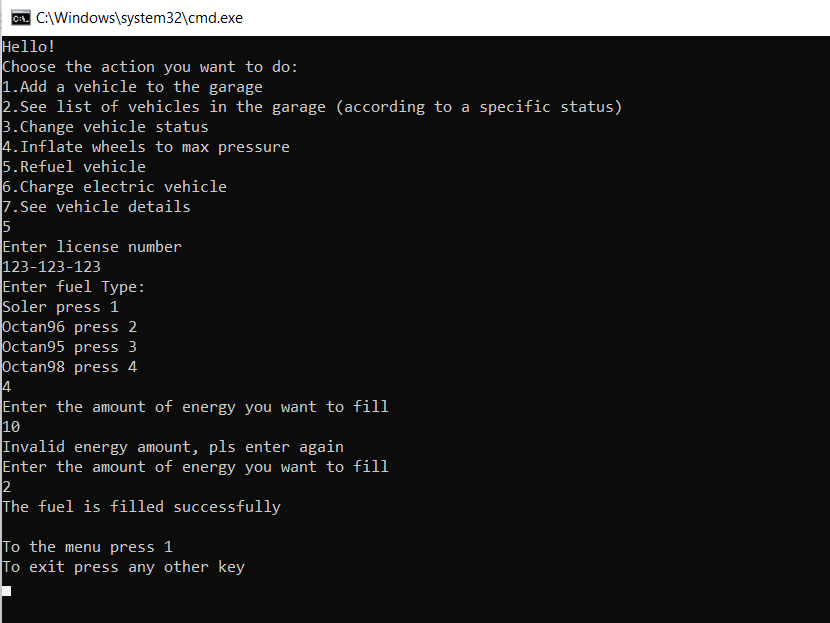 C:\Windows\system32\cmd.exe
Hello!
Choose the action you want to do:
1.Add a vehicle to the garage
2.See list of vehicles in the garage (according to a specific status)
3.Change vehicle status
4.Inflate wheels to max pressure
5.Refuel vehicle
6.Charge electric vehicle
7.See vehicle details
5
Enter license number
123-123-123
Enter fuel Type:
Soler press 1
Octan96 press 2
Octan95 press 3
Octan98 press 4
4
Enter the amount of energy you want to fill
10
Invalid energy amount, pls enter again
Enter the amount of energy you want to fill
2
The fuel is filled successfully
To the menu press 1
To exit press any other key